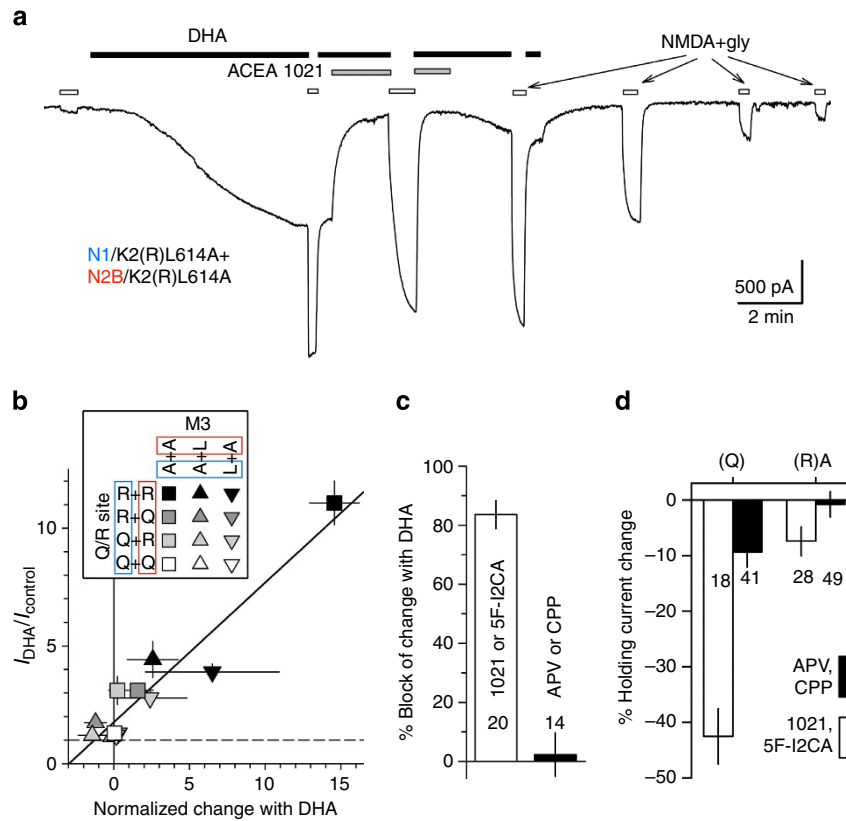 a
DHA
NMDA+gly
ACEA 1021
N1/K2(R)L614A+
N2B/K2(R)L614A
500 pA
2 min
b
M3
A+A
A+L
L+A
Q/R site
R+R
R+Q
Q+R
Q+Q
I_DHA/I_control
10
5
0
0
5
10
15
Normalized change with DHA
c
% Block of change with DHA
100
80
60
40
20
0
1021 or 5F-I2CA
20
APV or CPP
14
d
(Q)
(R)A
% Holding current change
0
−10
−20
−30
−40
−50
18
41
28
49
APV,
CPP
1021,
5F-I2CA